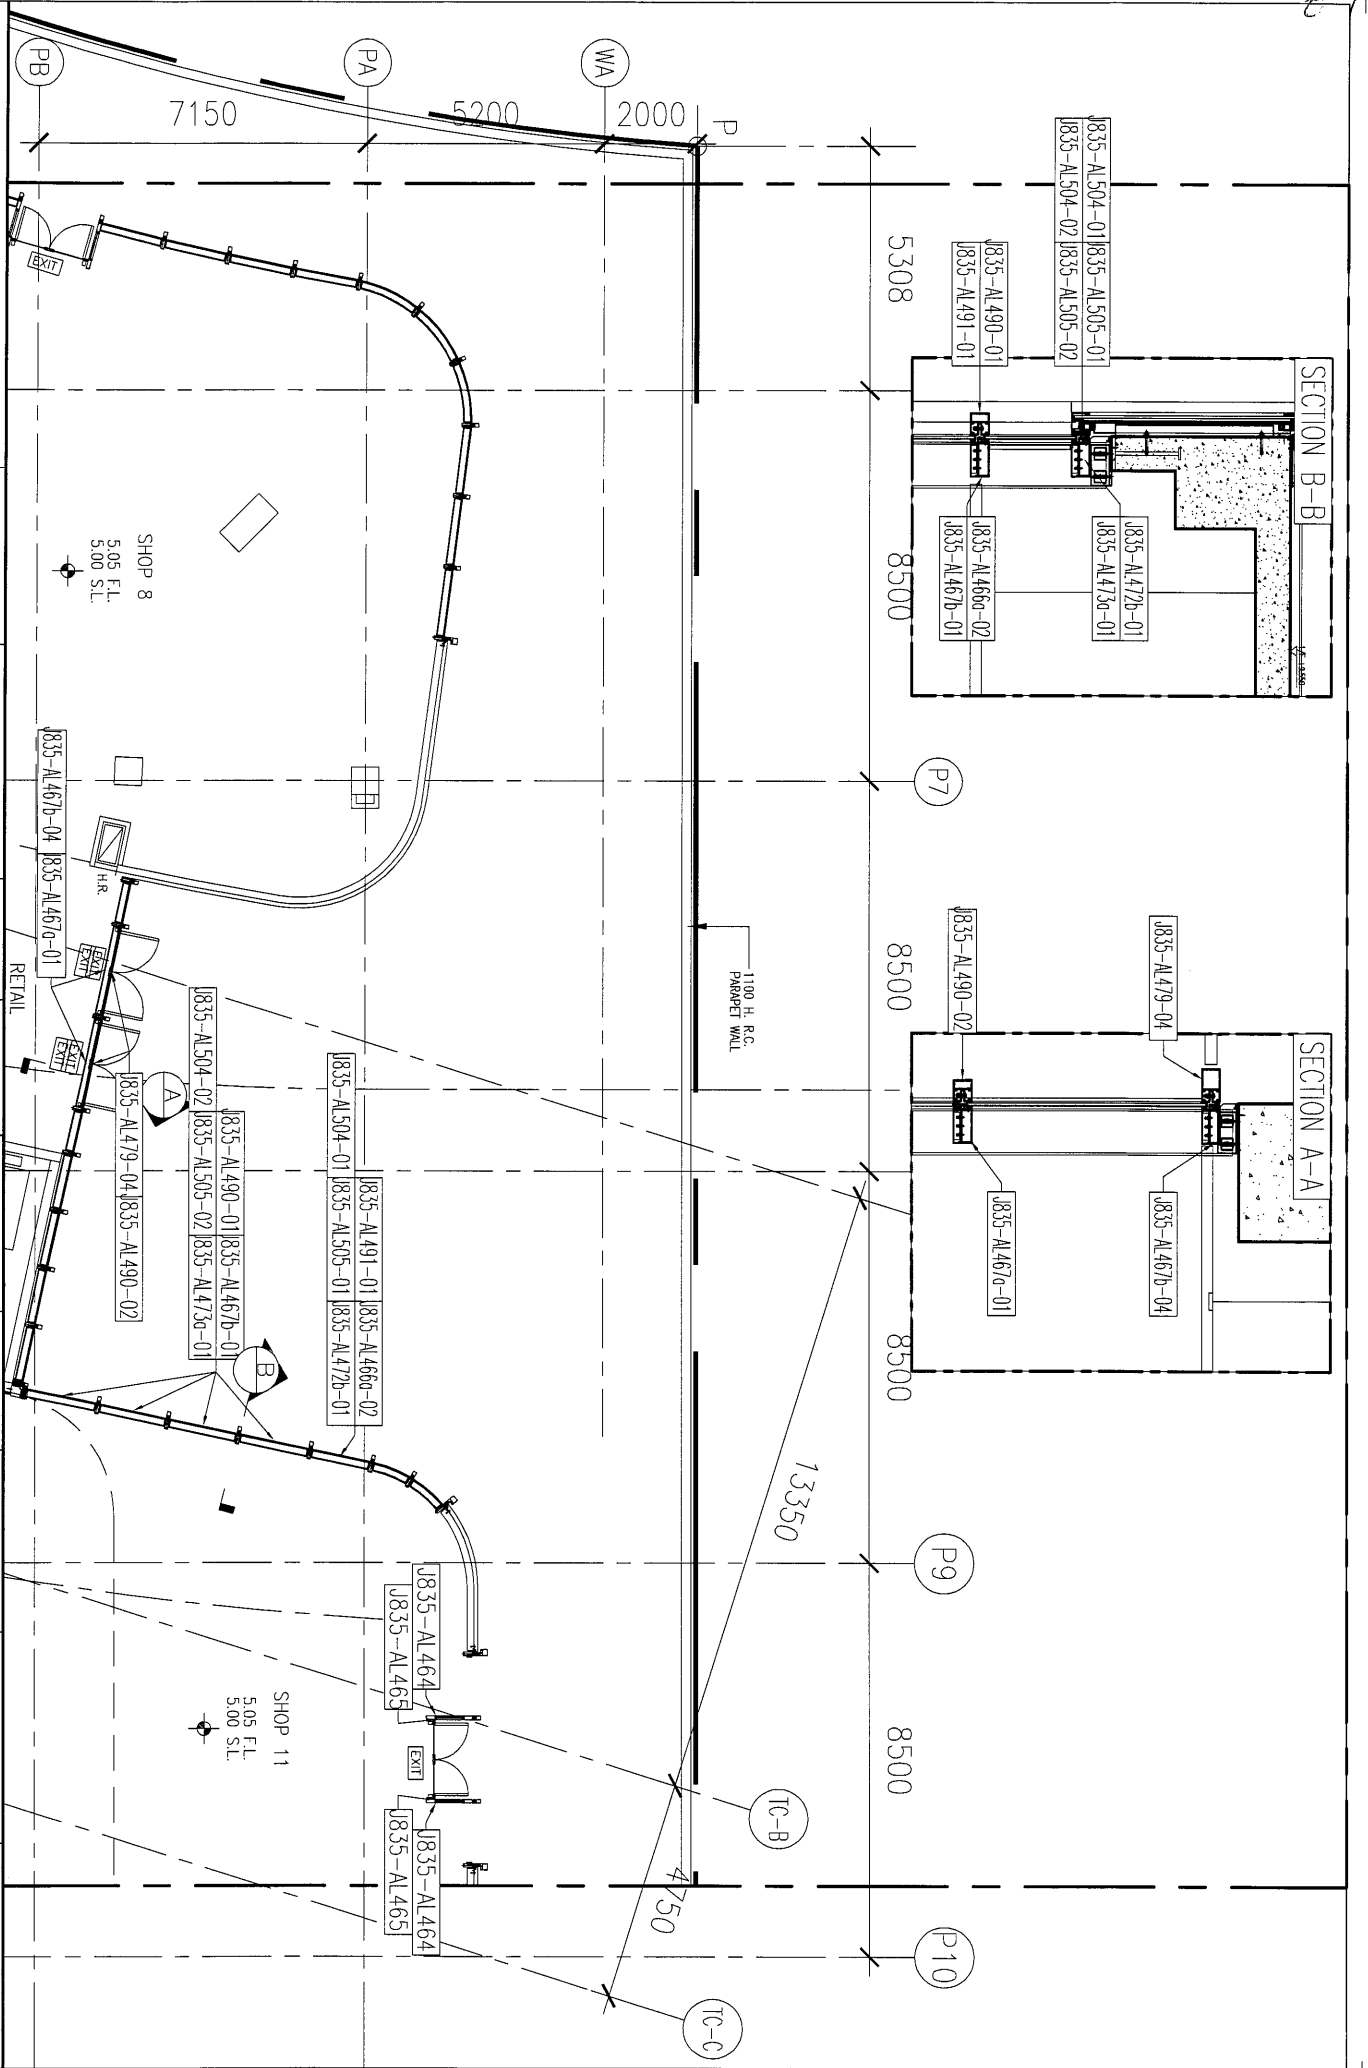 SECTION B-B
J835-AL504-01
J835-AL505-01
J835-AL504-02
J835-AL505-02
J835-AL490-01
J835-AL491-01
J835-AL472b-01
J835-AL473a-01
J835-AL466a-02
J835-AL467b-01
SECTION A-A
J835-AL479-04
J835-AL490-02
J835-AL467b-04
J835-AL467a-01
P7
P9
P10
5308
8500
8500
8500
8500
P
WA
PA
PB
2000
5200
7150
13350
4750
TC-B
TC-C
1100 H. R.C.
PARAPET WALL
EXIT
SHOP 8
5.05 F.L.
5.00 S.L.
H.R.
J835-AL467b-04
J835-AL467a-01
EXIT
EXIT
EXIT
EXIT
RETAIL
A
J835-AL479-04
J835-AL490-02
J835-AL490-01
J835-AL467b-01
J835-AL504-02
J835-AL505-02
J835-AL473a-01
B
J835-AL491-01
J835-AL466a-02
J835-AL504-01
J835-AL505-01
J835-AL472b-01
J835-AL464
J835-AL465
EXIT
J835-AL464
J835-AL465
SHOP 11
5.05 F.L.
5.00 S.L.